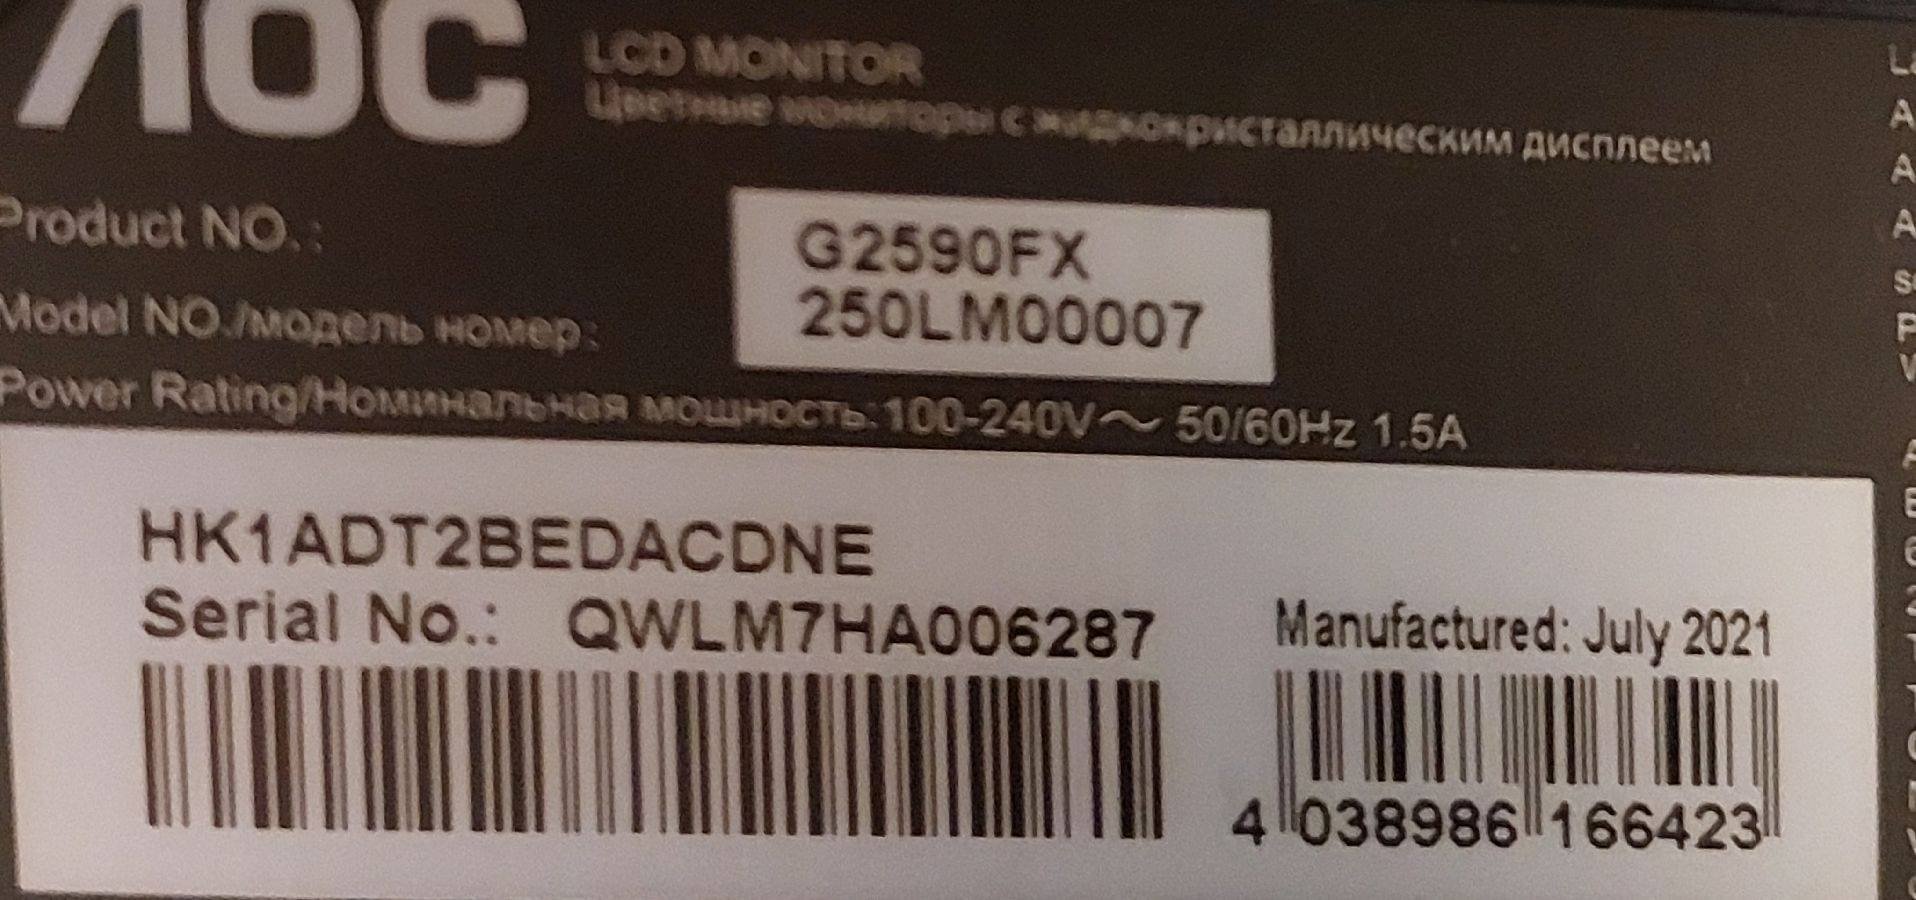 AOC
LCD MONITOR
Цветные мониторы с жидкокристаллическим дисплеем
Product NO.:
G2590FX
Model NO./модель номер:
250LM00007
Power Rating/Номинальная мощность:100-240V～ 50/60Hz 1.5A
HK1ADT2BEDACDNE
Serial No.: QWLM7HA006287
Manufactured: July 2021
4 038986 166423